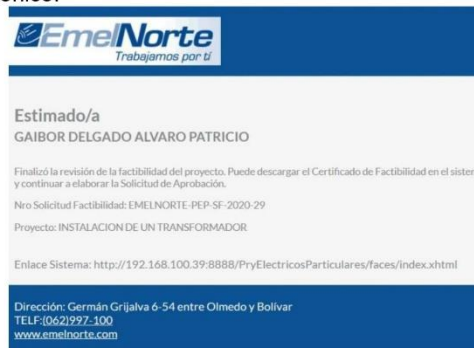 EmelNorte
Trabajamos por tí
Estimado/a
GAIBOR DELGADO ALVARO PATRICIO
Finalizó la revisión de la factibilidad del proyecto. Puede descargar el Certificado de Factibilidad en el
y continuar a elaborar la Solicitud de Aprobación.
Nro Solicitud Factibilidad: EMELNORTE-PEP-SF-2020-29
Proyecto: INSTALACION DE UN TRANSFORMADOR
Enlace Sistema: http://192.168.100.39:8888/PryElectricosParticulares/faces/index.xhtml
Dirección: Germán Grijalva 6-54 entre Olmedo y Bolívar
TELF:(062)997-100
www.emelnorte.com